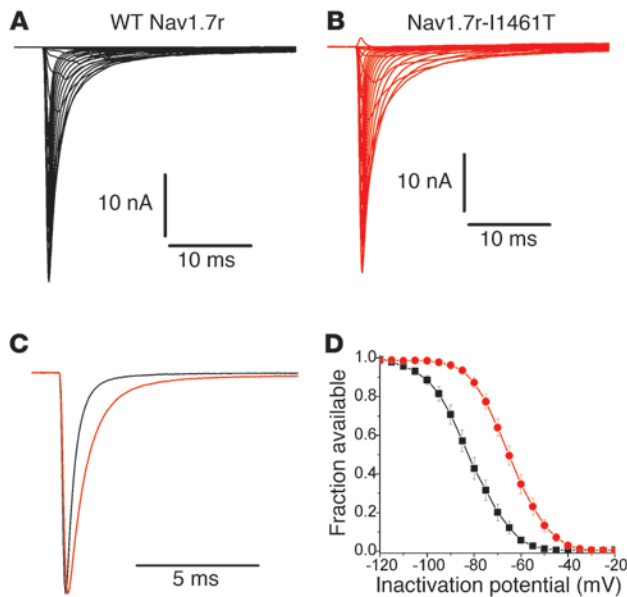 A
WT Nav1.7r
10 nA
10 ms
B
Nav1.7r-I1461T
10 nA
10 ms
C
5 ms
D
Fraction available
1.0
0.8
0.6
0.4
0.2
0.0
-120 -100 -80 -60 -40 -20
Inactivation potential (mV)